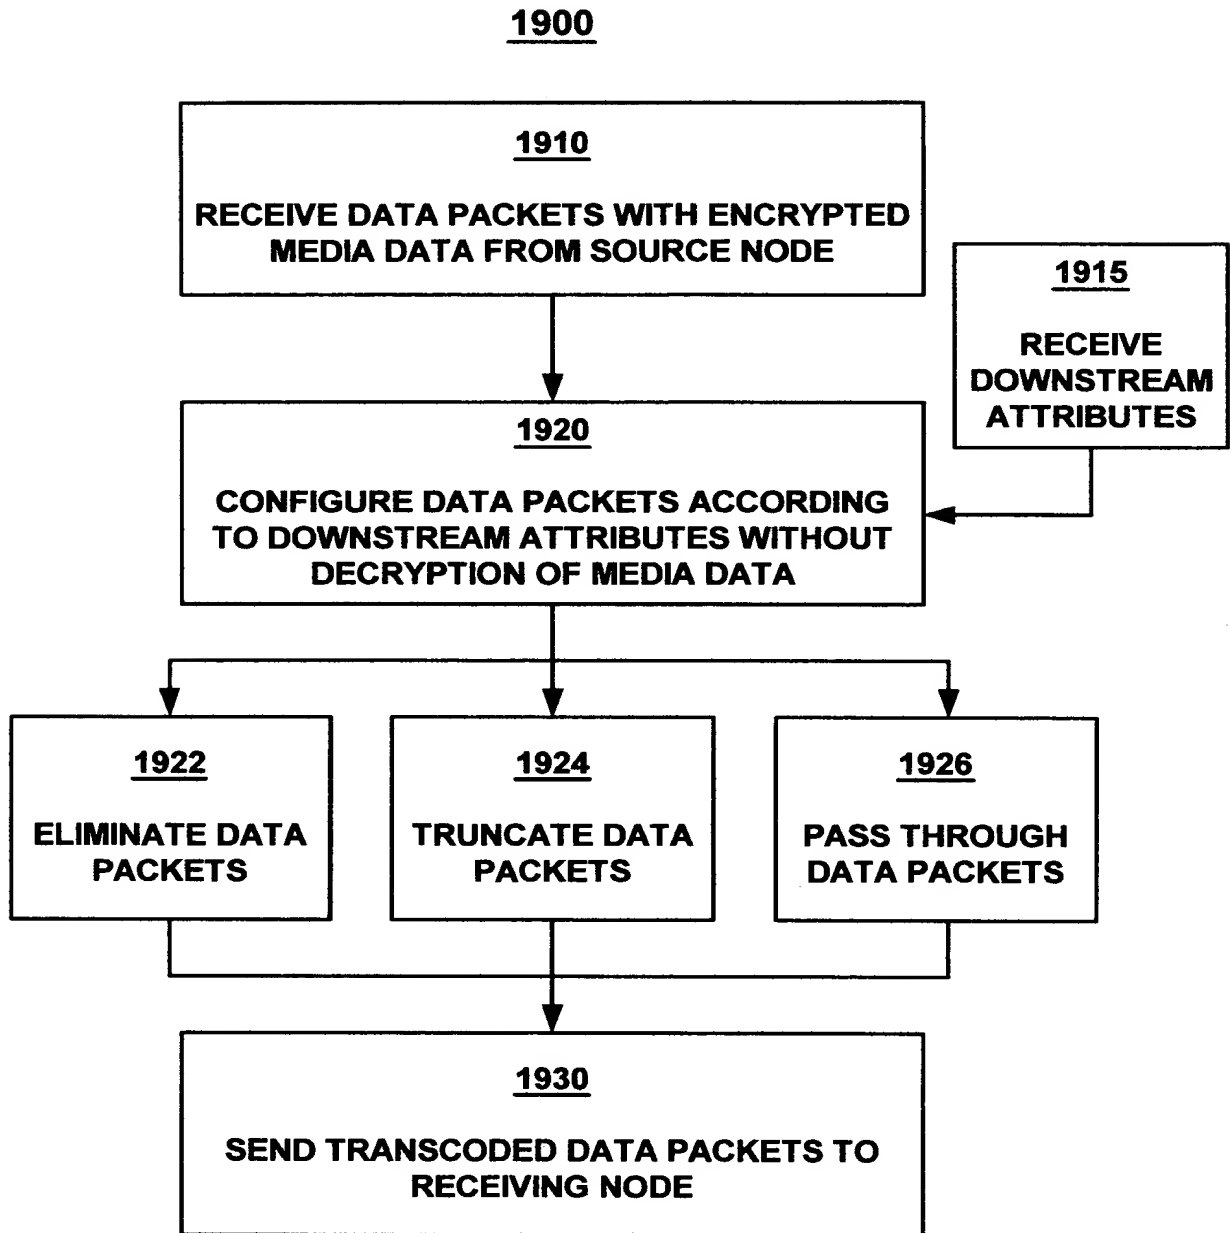 1900
1910
RECEIVE DATA PACKETS WITH ENCRYPTED
MEDIA DATA FROM SOURCE NODE
1915
RECEIVE
DOWNSTREAM
ATTRIBUTES
1920
CONFIGURE DATA PACKETS ACCORDING
TO DOWNSTREAM ATTRIBUTES WITHOUT
DECRYPTION OF MEDIA DATA
1922
ELIMINATE DATA
PACKETS
1924
TRUNCATE DATA
PACKETS
1926
PASS THROUGH
DATA PACKETS
1930
SEND TRANSCODED DATA PACKETS TO
RECEIVING NODE